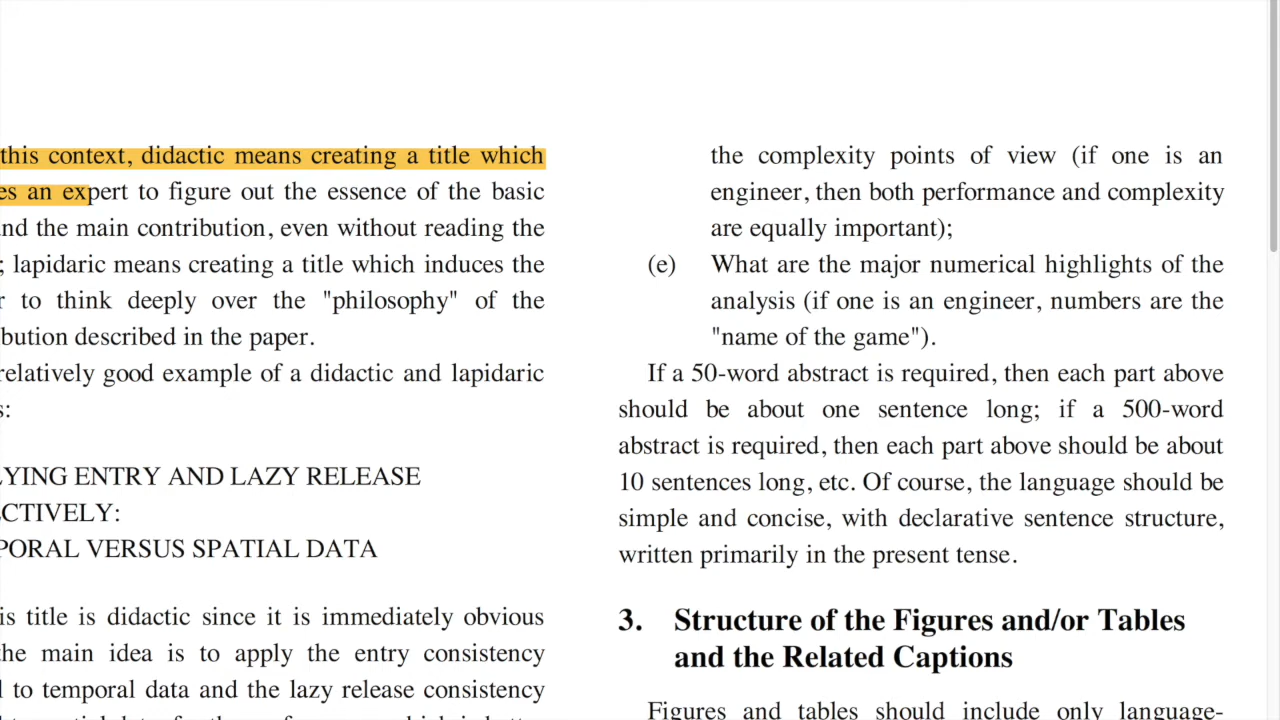 this context, didactic means creating a title which
es an expert to figure out the essence of the basic
nd the main contribution, even without reading the
; lapidaric means creating a title which induces the
r to think deeply over the "philosophy" of the
bution described in the paper.
relatively good example of a didactic and lapidaric
s:
YING ENTRY AND LAZY RELEASE
CTIVELY:
PORAL VERSUS SPATIAL DATA
is title is didactic since it is immediately obvious
the main idea is to apply the entry consistency
l to temporal data and the lazy release consistency
the complexity points of view (if one is an
engineer, then both performance and complexity
are equally important);
(e) What are the major numerical highlights of the
analysis (if one is an engineer, numbers are the
"name of the game").
If a 50-word abstract is required, then each part above
should be about one sentence long; if a 500-word
abstract is required, then each part above should be about
10 sentences long, etc. Of course, the language should be
simple and concise, with declarative sentence structure,
written primarily in the present tense.
3. Structure of the Figures and/or Tables
and the Related Captions
Figures and tables should include only language-